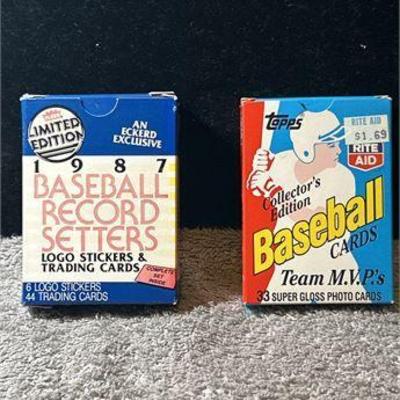 LIMITED
EDITION
AN
ECKERD
EXCLUSIVE
1987
BASEBALL
RECORD
SETTERS
LOGO STICKERS &
TRADING CARDS
COMPLETE
SET
INSIDE
6 LOGO STICKERS
44 TRADING CARDS
Topps
RITE AID
$1.69
RITE
AID
Collector's
Edition
Baseball
CARDS
Team M.V.P.'s
33 SUPER GLOSS PHOTO CARDS